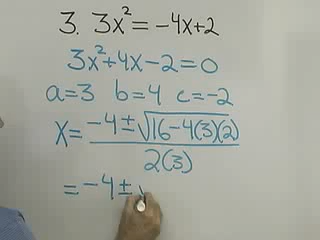 3. 3x² = -4x+2
3x²+4x-2=0
a=3 b=4 c=-2
x= -4 ± √16-4(3)(2) / 2(3)
= -4 ±